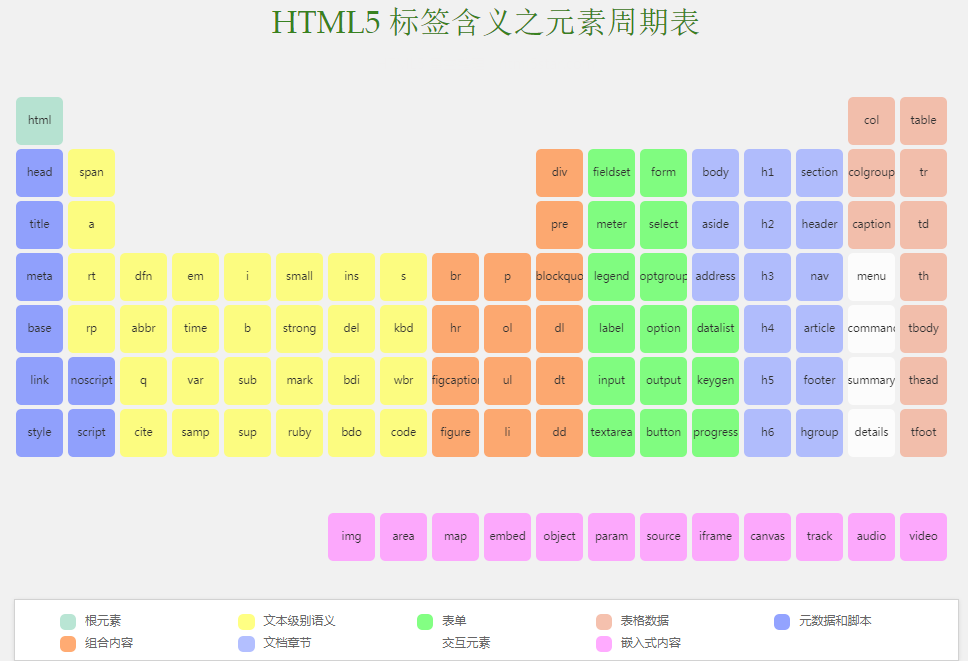 HTML5 标签含义之元素周期表
html col table
head span div fieldset form body h1 section colgroup tr
title a pre meter select aside h2 header caption td
meta rt dfn em i small ins s br p blockquo legend optgroup address h3 nav menu th
base rp abbr time b strong del kbd hr ol dl label option datalist h4 article command tbody
link noscript q var sub mark bdi wbr figcaption ul dt input output keygen h5 footer summary thead
style script cite samp sup ruby bdo code figure li dd textarea button progress h6 hgroup details tfoot
img area map embed object param source iframe canvas track audio video
根元素 文本级别语义 表单 表格数据 元数据和脚本
组合内容 文档章节 交互元素 嵌入式内容